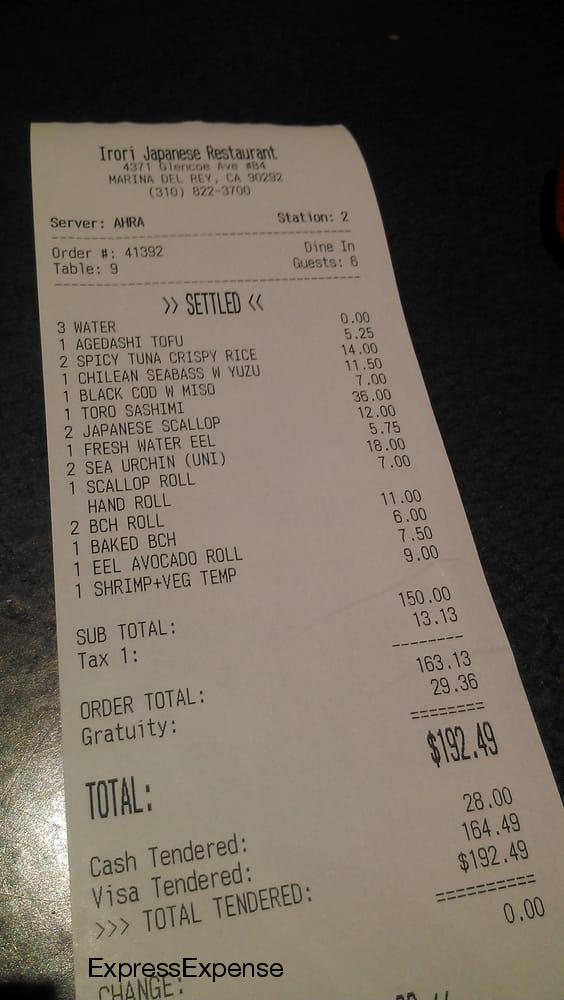 Irori Japanese Restaurant
4371 Glencoe Ave #B4
MARINA DEL REY, CA 90292
(310) 822-3700
Server: AHRA Station: 2
Order #: 41392 Dine In
Table: 9 Guests: 6
>> SETTLED <<
3 WATER 0.00
1 AGEDASHI TOFU 5.25
2 SPICY TUNA CRISPY RICE 14.00
1 CHILEAN SEABASS W YUZU 11.50
1 BLACK COD W MISO 7.00
1 TORO SASHIMI 36.00
2 JAPANESE SCALLOP 12.00
1 FRESH WATER EEL 5.75
2 SEA URCHIN (UNI) 18.00
1 SCALLOP ROLL 7.00
HAND ROLL
2 BCH ROLL 11.00
1 BAKED BCH 6.00
1 EEL AVOCADO ROLL 7.50
1 SHRIMP+VEG TEMP 9.00
SUB TOTAL: 150.00
Tax 1: 13.13
ORDER TOTAL: 163.13
Gratuity: 29.36
TOTAL: $192.49
Cash Tendered: 28.00
Visa Tendered: 164.49
>>> TOTAL TENDERED: $192.49
CHANGE: 0.00
ExpressExpense